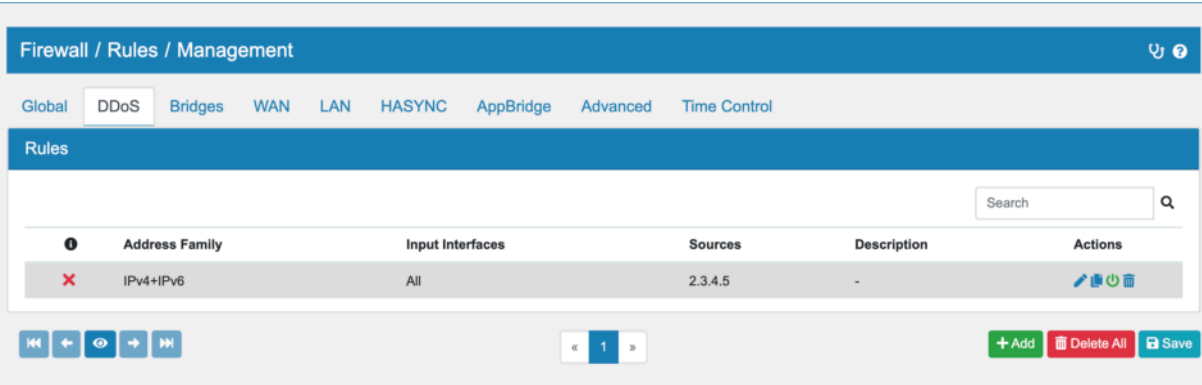 Firewall / Rules / Management
Global DDoS Bridges WAN LAN HASYNC AppBridge Advanced Time Control
Rules
Search
Address Family Input Interfaces Sources Description Actions
IPv4+IPv6 All 2.3.4.5 -
« 1 » +Add Delete All Save